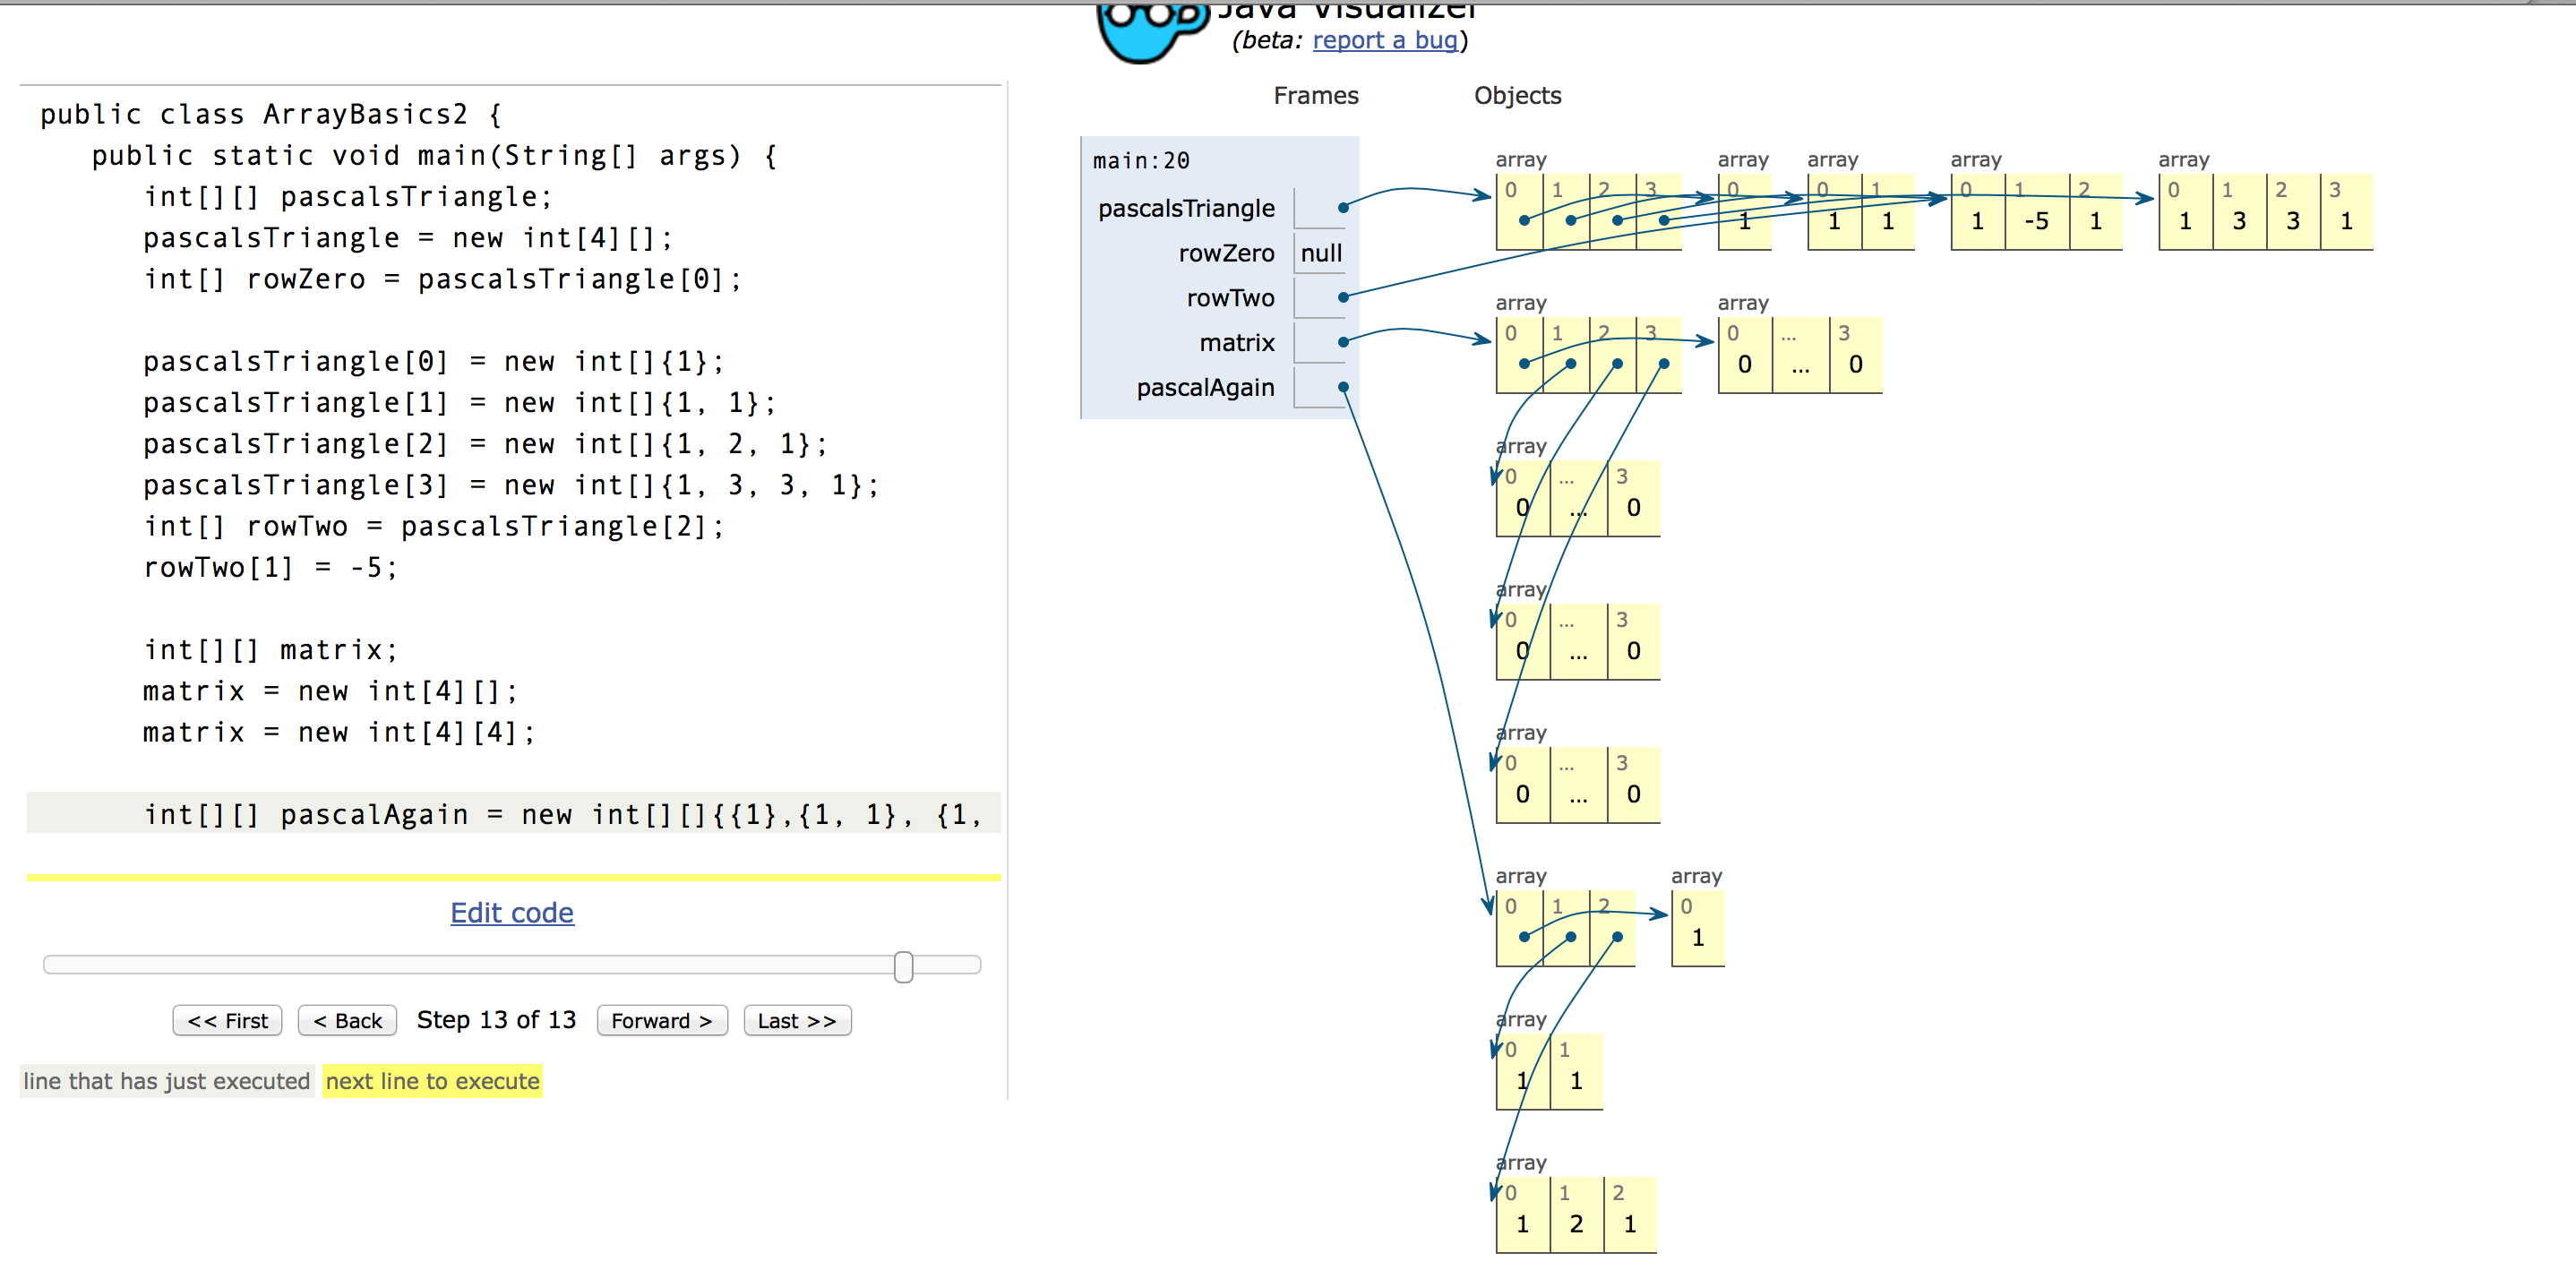 Java Visualizer
(beta: report a bug)
public class ArrayBasics2 {
public static void main(String[] args) {
int[][] pascalsTriangle;
pascalsTriangle = new int[4][];
int[] rowZero = pascalsTriangle[0];
pascalsTriangle[0] = new int[]{1};
pascalsTriangle[1] = new int[]{1, 1};
pascalsTriangle[2] = new int[]{1, 2, 1};
pascalsTriangle[3] = new int[]{1, 3, 3, 1};
int[] rowTwo = pascalsTriangle[2];
rowTwo[1] = -5;
int[][] matrix;
matrix = new int[4][];
matrix = new int[4][4];
int[][] pascalAgain = new int[][]{{1},{1, 1}, {1,
Edit code
<< First < Back Step 13 of 13 Forward > Last >>
line that has just executed next line to execute
Frames Objects
main:20
pascalsTriangle
rowZero null
rowTwo
matrix
pascalAgain
array array array array array
0 1 2 3 0 0 1 0 1 2 0 1 2 3
1 1 1 1 -5 1 1 3 3 1
array array
0 1 2 3 0 ... 3
0 ... 0
array
0 ... 3
0 ... 0
array
0 ... 3
0 ... 0
array
0 ... 3
0 ... 0
array array
0 1 2 0
1
array
0 1
1 1
array
0 1 2
1 2 1